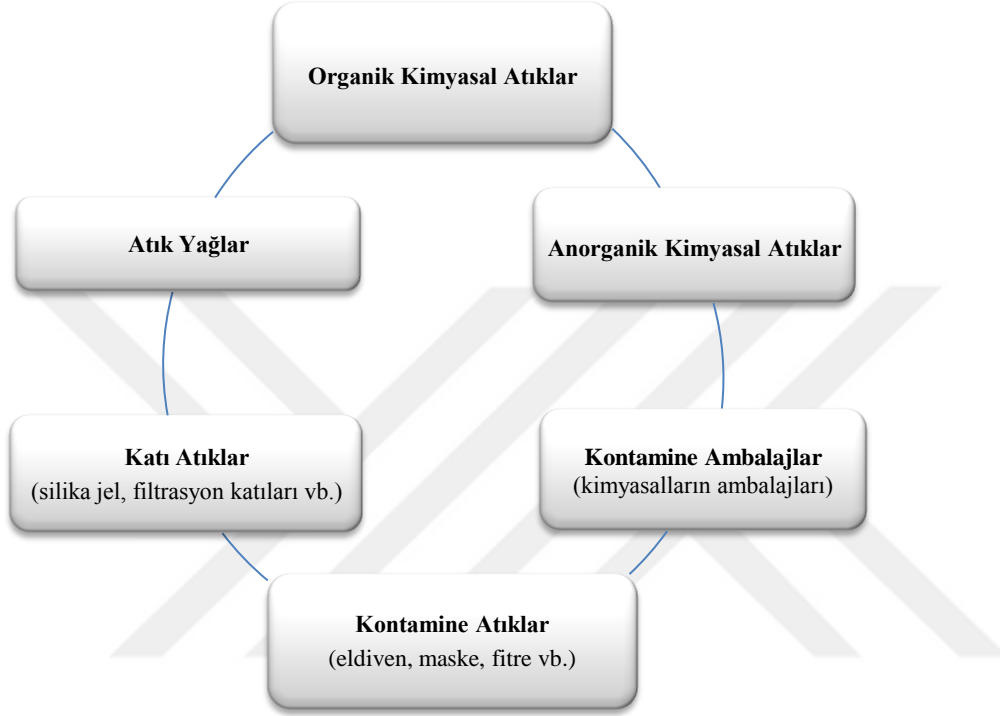 Organik Kimyasal Atıklar
Anorganik Kimyasal Atıklar
Kontamine Ambalajlar
(kimyasalların ambalajları)
Kontamine Atıklar
(eldiven, maske, fitre vb.)
Katı Atıklar
(silika jel, filtrasyon katıları vb.)
Atık Yağlar